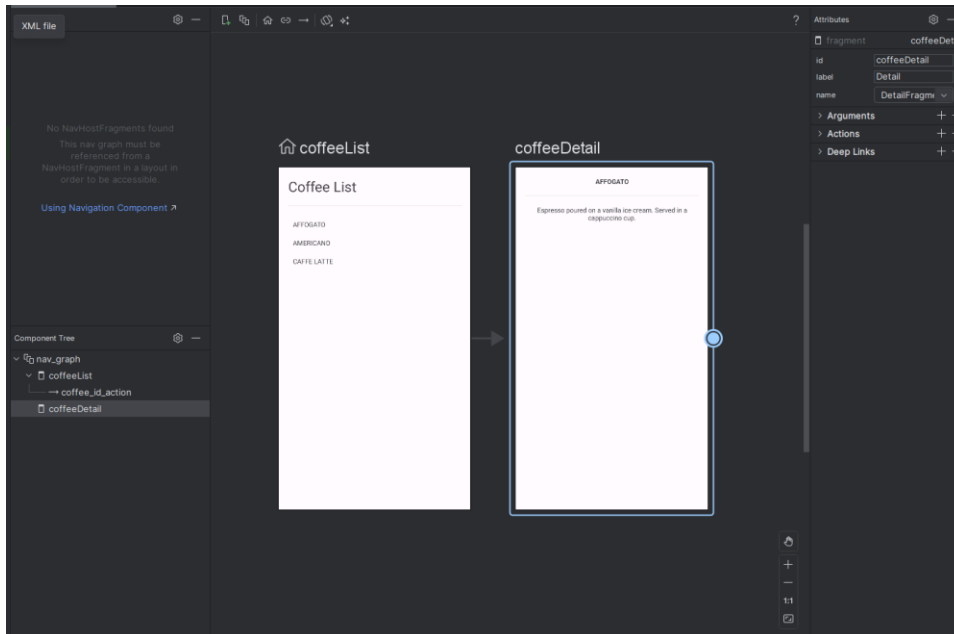 XML file
No NavHostFragments found
This nav graph must be
referenced from a
NavHostFragment in a layout in
order to be accessible.
Using Navigation Component
Component Tree
nav_graph
coffeeList
coffee_id_action
coffeeDetail
?
coffeeList
Coffee List
AFFOGATO
AMERICANO
CAFFE LATTE
coffeeDetail
AFFOGATO
Espresso poured on a vanilla ice cream. Served in a
cappuccino cup.
1:1
Attributes
fragment coffeeDet
id coffeeDetail
label Detail
name DetailFragm
Arguments
Actions
Deep Links